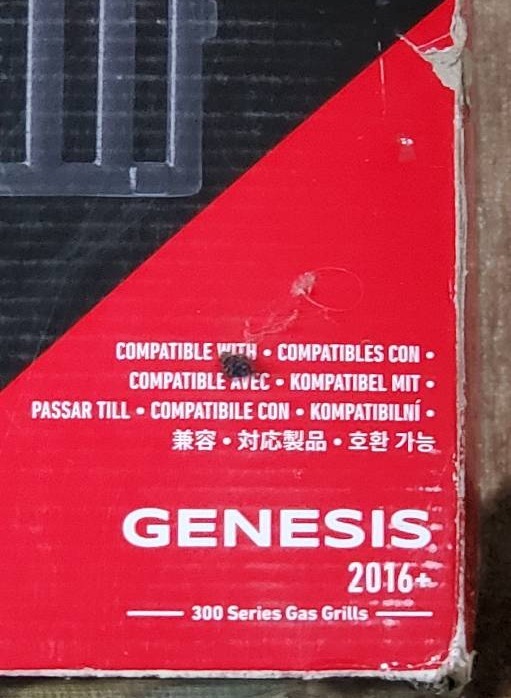 COMPATIBLE WITH • COMPATIBLES CON •
COMPATIBLE AVEC • KOMPATIBEL MIT •
PASSAR TILL • COMPATIBILE CON • KOMPATIBILNÍ •
兼容 • 対応製品 • 호환 가능
GENESIS
2016+
300 Series Gas Grills